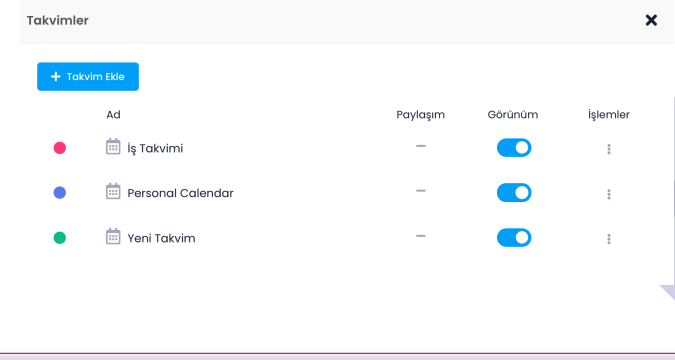 Takvimler
Takvim Ekle
Ad Paylaşım Görünüm İşlemler
İş Takvimi
Personal Calendar
Yeni Takvim